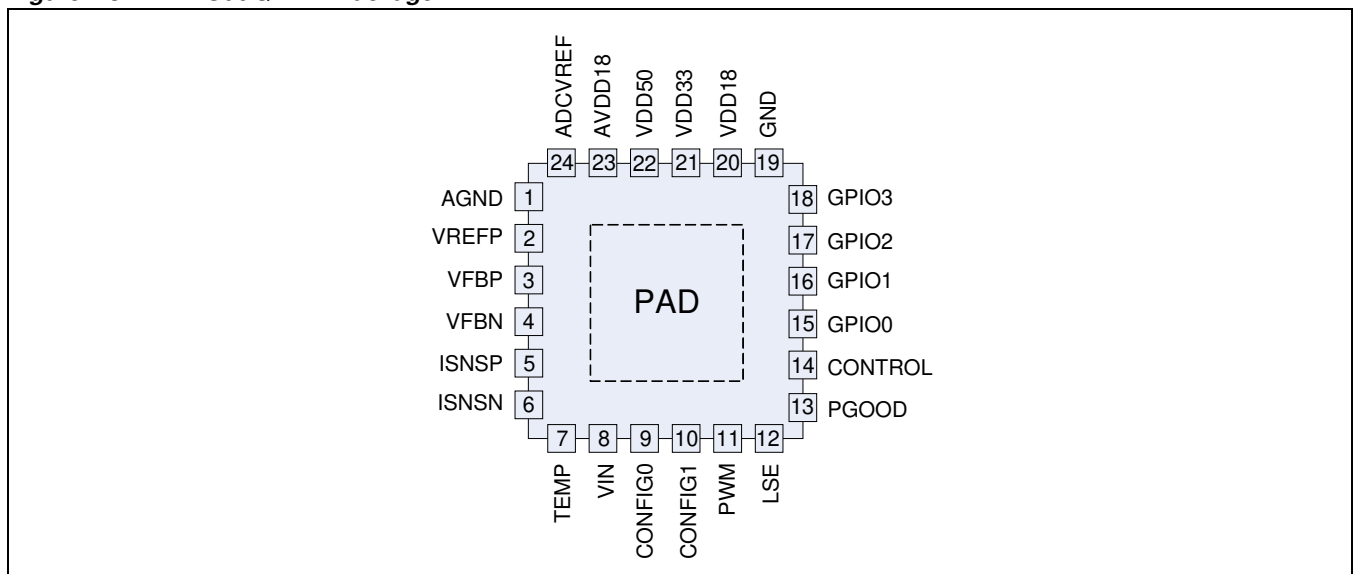 ADCVREF
AVDD18
VDD50
VDD33
VDD18
GND
24 23 22 21 20 19
AGND 1
VREFP 2
VFBP 3
VFBN 4
ISNSP 5
ISNSN 6
PAD
18 GPIO3
17 GPIO2
16 GPIO1
15 GPIO0
14 CONTROL
13 PGOOD
7 8 9 10 11 12
TEMP
VIN
CONFIG0
CONFIG1
PWM
LSE